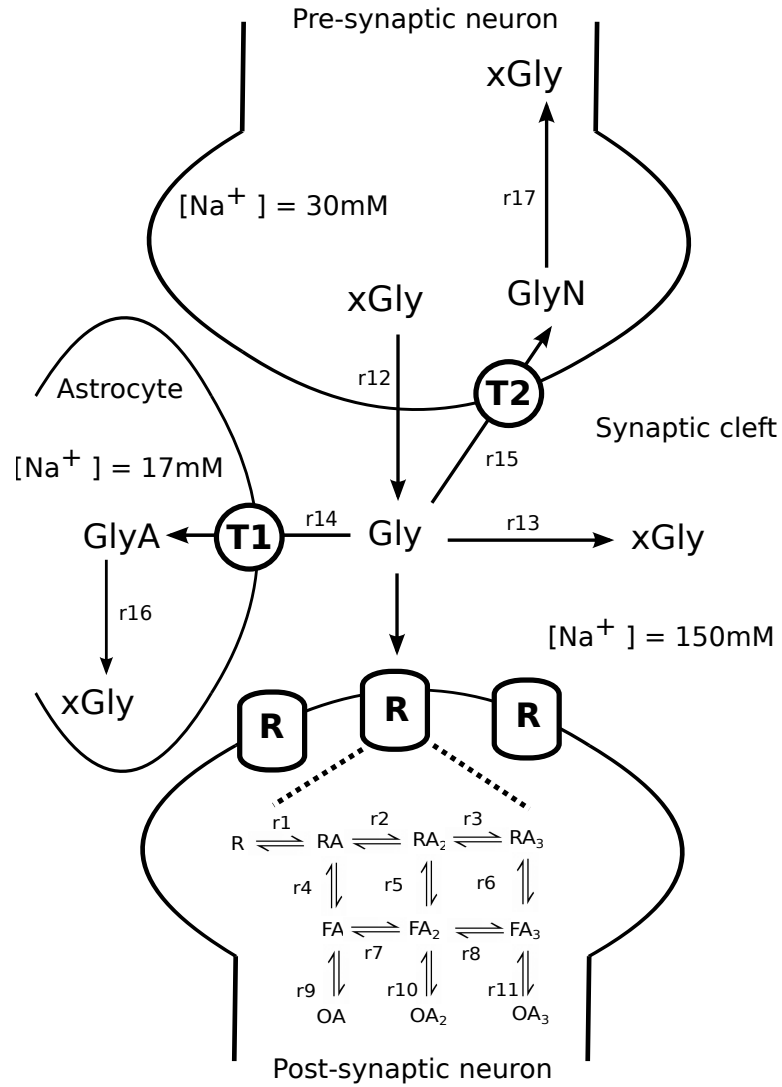 Pre-synaptic neuron
xGly
[Na⁺ ] = 30mM
r17
xGly
GlyN
r12
T2
Astrocyte
Synaptic cleft
[Na⁺ ] = 17mM
r15
GlyA
T1
r14
Gly
r13
xGly
r16
[Na⁺ ] = 150mM
xGly
R
R
R
r1
r2
r3
R
RA
RA₂
RA₃
r4
r5
r6
FA
FA₂
FA₃
r7
r8
r9
r10
r11
OA
OA₂
OA₃
Post-synaptic neuron